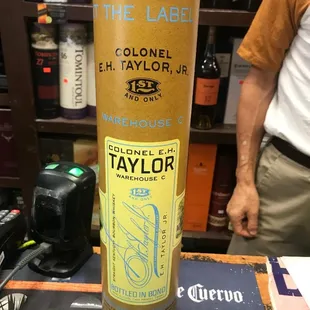 T THE LABEL
COLONEL
E.H. TAYLOR, JR.
1ST
AND ONLY
WAREHOUSE C
COLONEL E.H.
TAYLOR
WAREHOUSE C
1ST
E.H. TAYLOR JR
BOTTLED IN BOND
TOMINTOUL
Cuervo